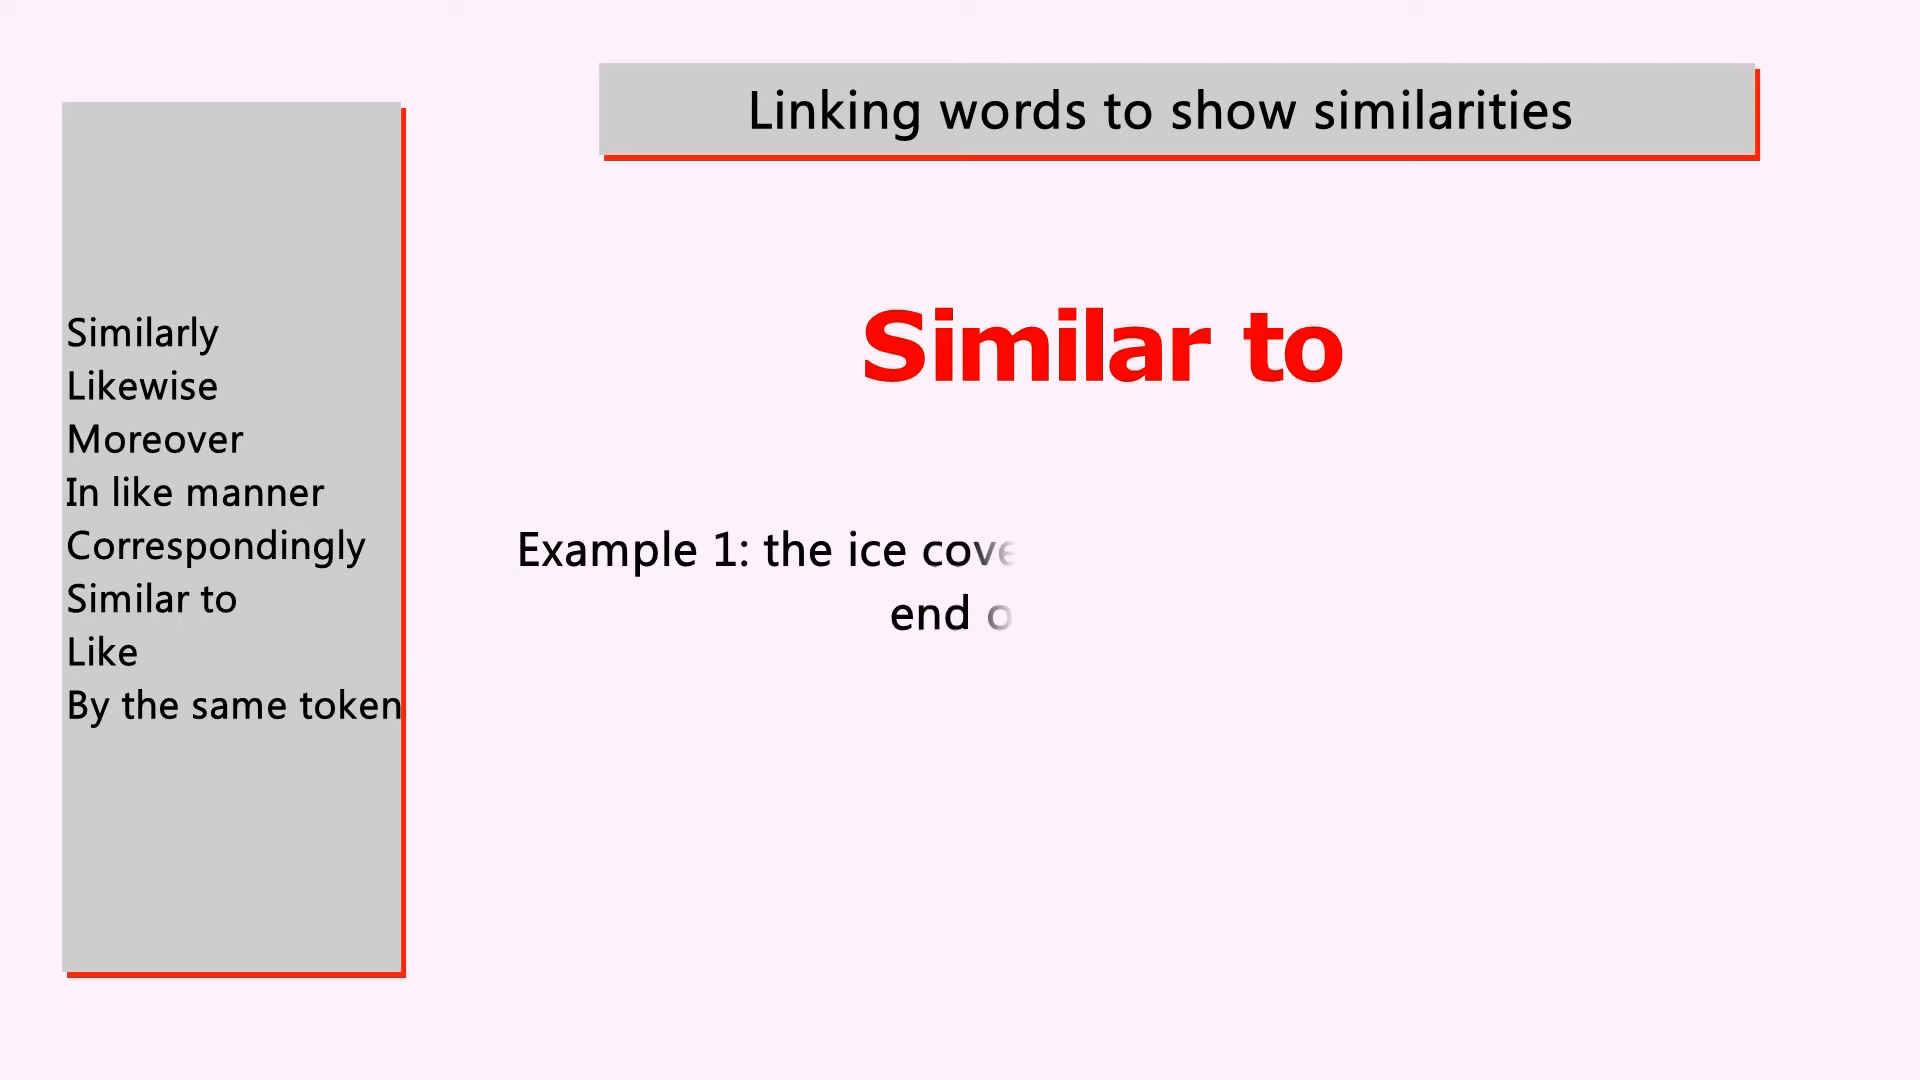 Linking words to show similarities
Similarly
Likewise
Moreover
In like manner
Correspondingly
Similar to
Like
By the same token
Similar to
Example 1: the ice
end